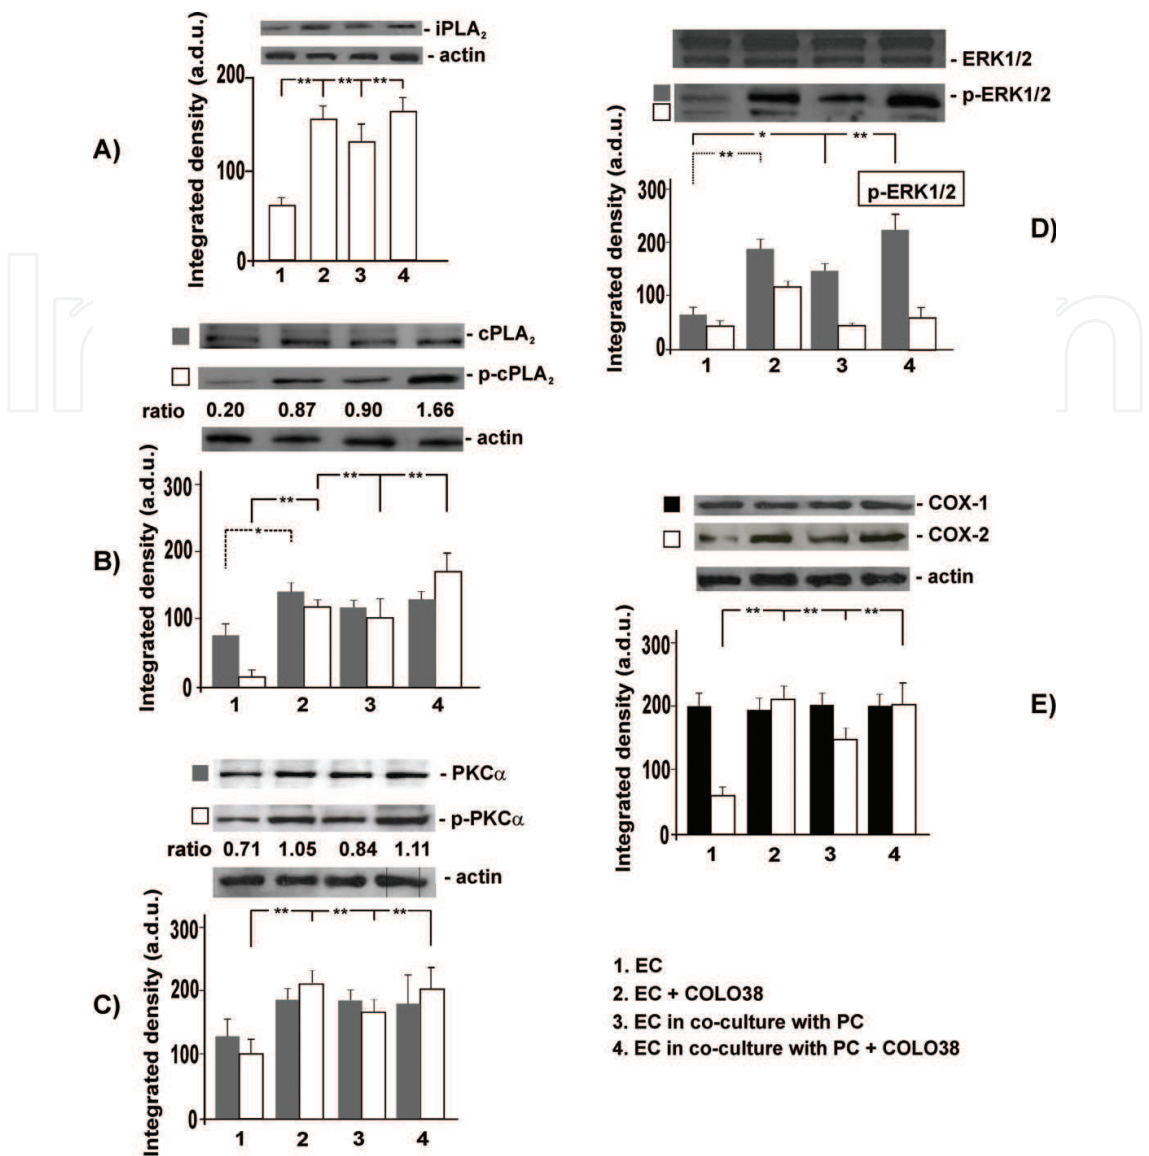 - iPLA₂
- actin
Integrated density (a.d.u.)
200
100
0
** ** **
1 2 3 4
A)
- cPLA₂
- p-cPLA₂
ratio 0.20 0.87 0.90 1.66
- actin
Integrated density (a.d.u.)
300
200
100
0
** **
**
*
1 2 3 4
B)
- PKCα
- p-PKCα
ratio 0.71 1.05 0.84 1.11
- actin
Integrated density (a.d.u.)
300
200
100
0
** ** **
1 2 3 4
C)
- ERK1/2
- p-ERK1/2
Integrated density (a.d.u.)
* **
**
p-ERK1/2
300
200
100
0
1 2 3 4
D)
- COX-1
- COX-2
- actin
Integrated density (a.d.u.)
** ** **
300
200
100
0
1 2 3 4
E)
1. EC
2. EC + COLO38
3. EC in co-culture with PC
4. EC in co-culture with PC + COLO38